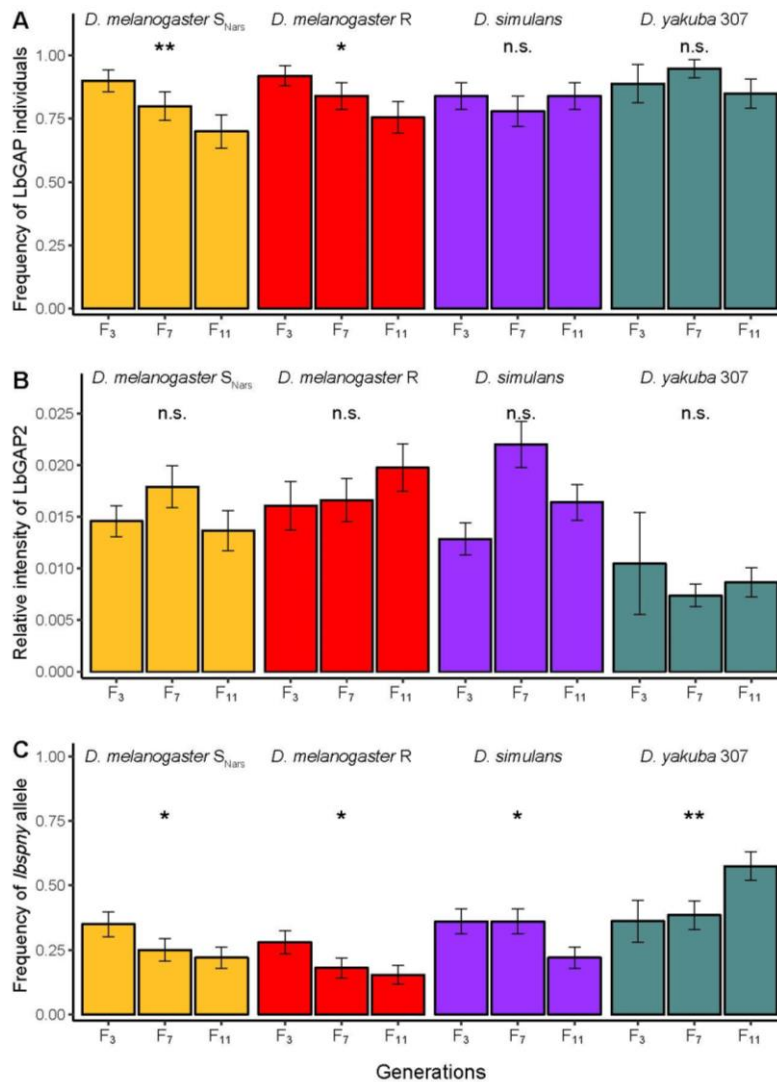 A
D. melanogaster S_Nars D. melanogaster R D. simulans D. yakuba 307
** * n.s. n.s.
Frequency of LbGAP individuals
1.00
0.75
0.50
0.25
0.00
F₃ F₇ F₁₁ F₃ F₇ F₁₁ F₃ F₇ F₁₁ F₃ F₇ F₁₁
B
D. melanogaster S_Nars D. melanogaster R D. simulans D. yakuba 307
n.s. n.s. n.s. n.s.
Relative intensity of LbGAP2
0.025
0.020
0.015
0.010
0.005
0.000
F₃ F₇ F₁₁ F₃ F₇ F₁₁ F₃ F₇ F₁₁ F₃ F₇ F₁₁
C
D. melanogaster S_Nars D. melanogaster R D. simulans D. yakuba 307
* * * **
Frequency of lbspny allele
1.00
0.75
0.50
0.25
0.00
F₃ F₇ F₁₁ F₃ F₇ F₁₁ F₃ F₇ F₁₁ F₃ F₇ F₁₁
Generations